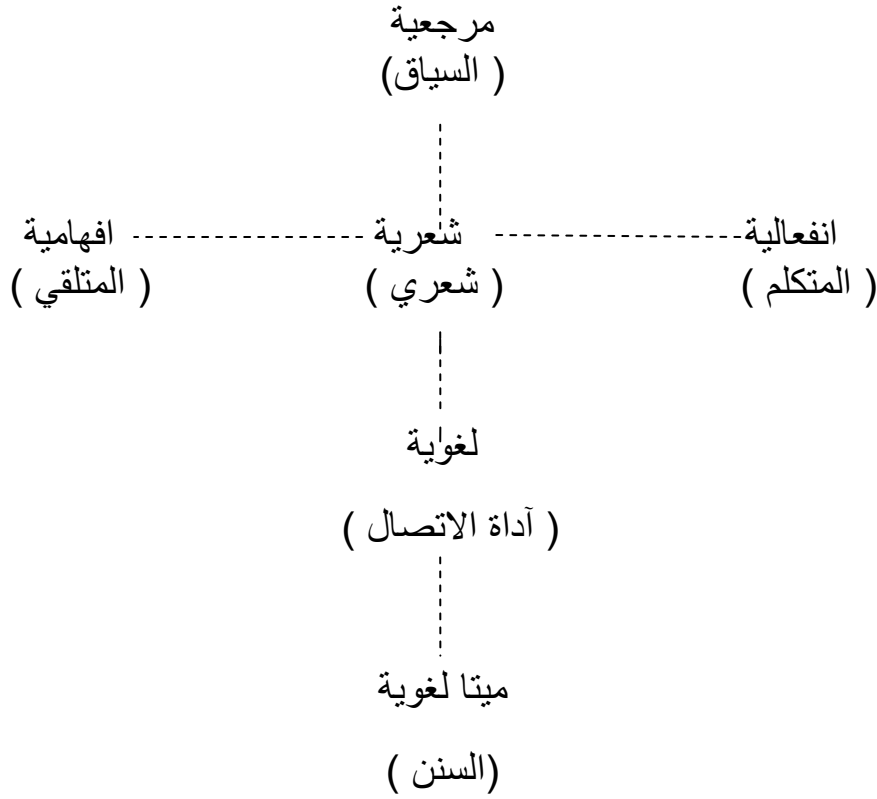 مرجعية
( السياق)
انفعالية شعرية افهامية
( المتكلم ) ( شعري ) ( المتلقي )
لغوية
( آداة الاتصال )
ميتا لغوية
(السنن )